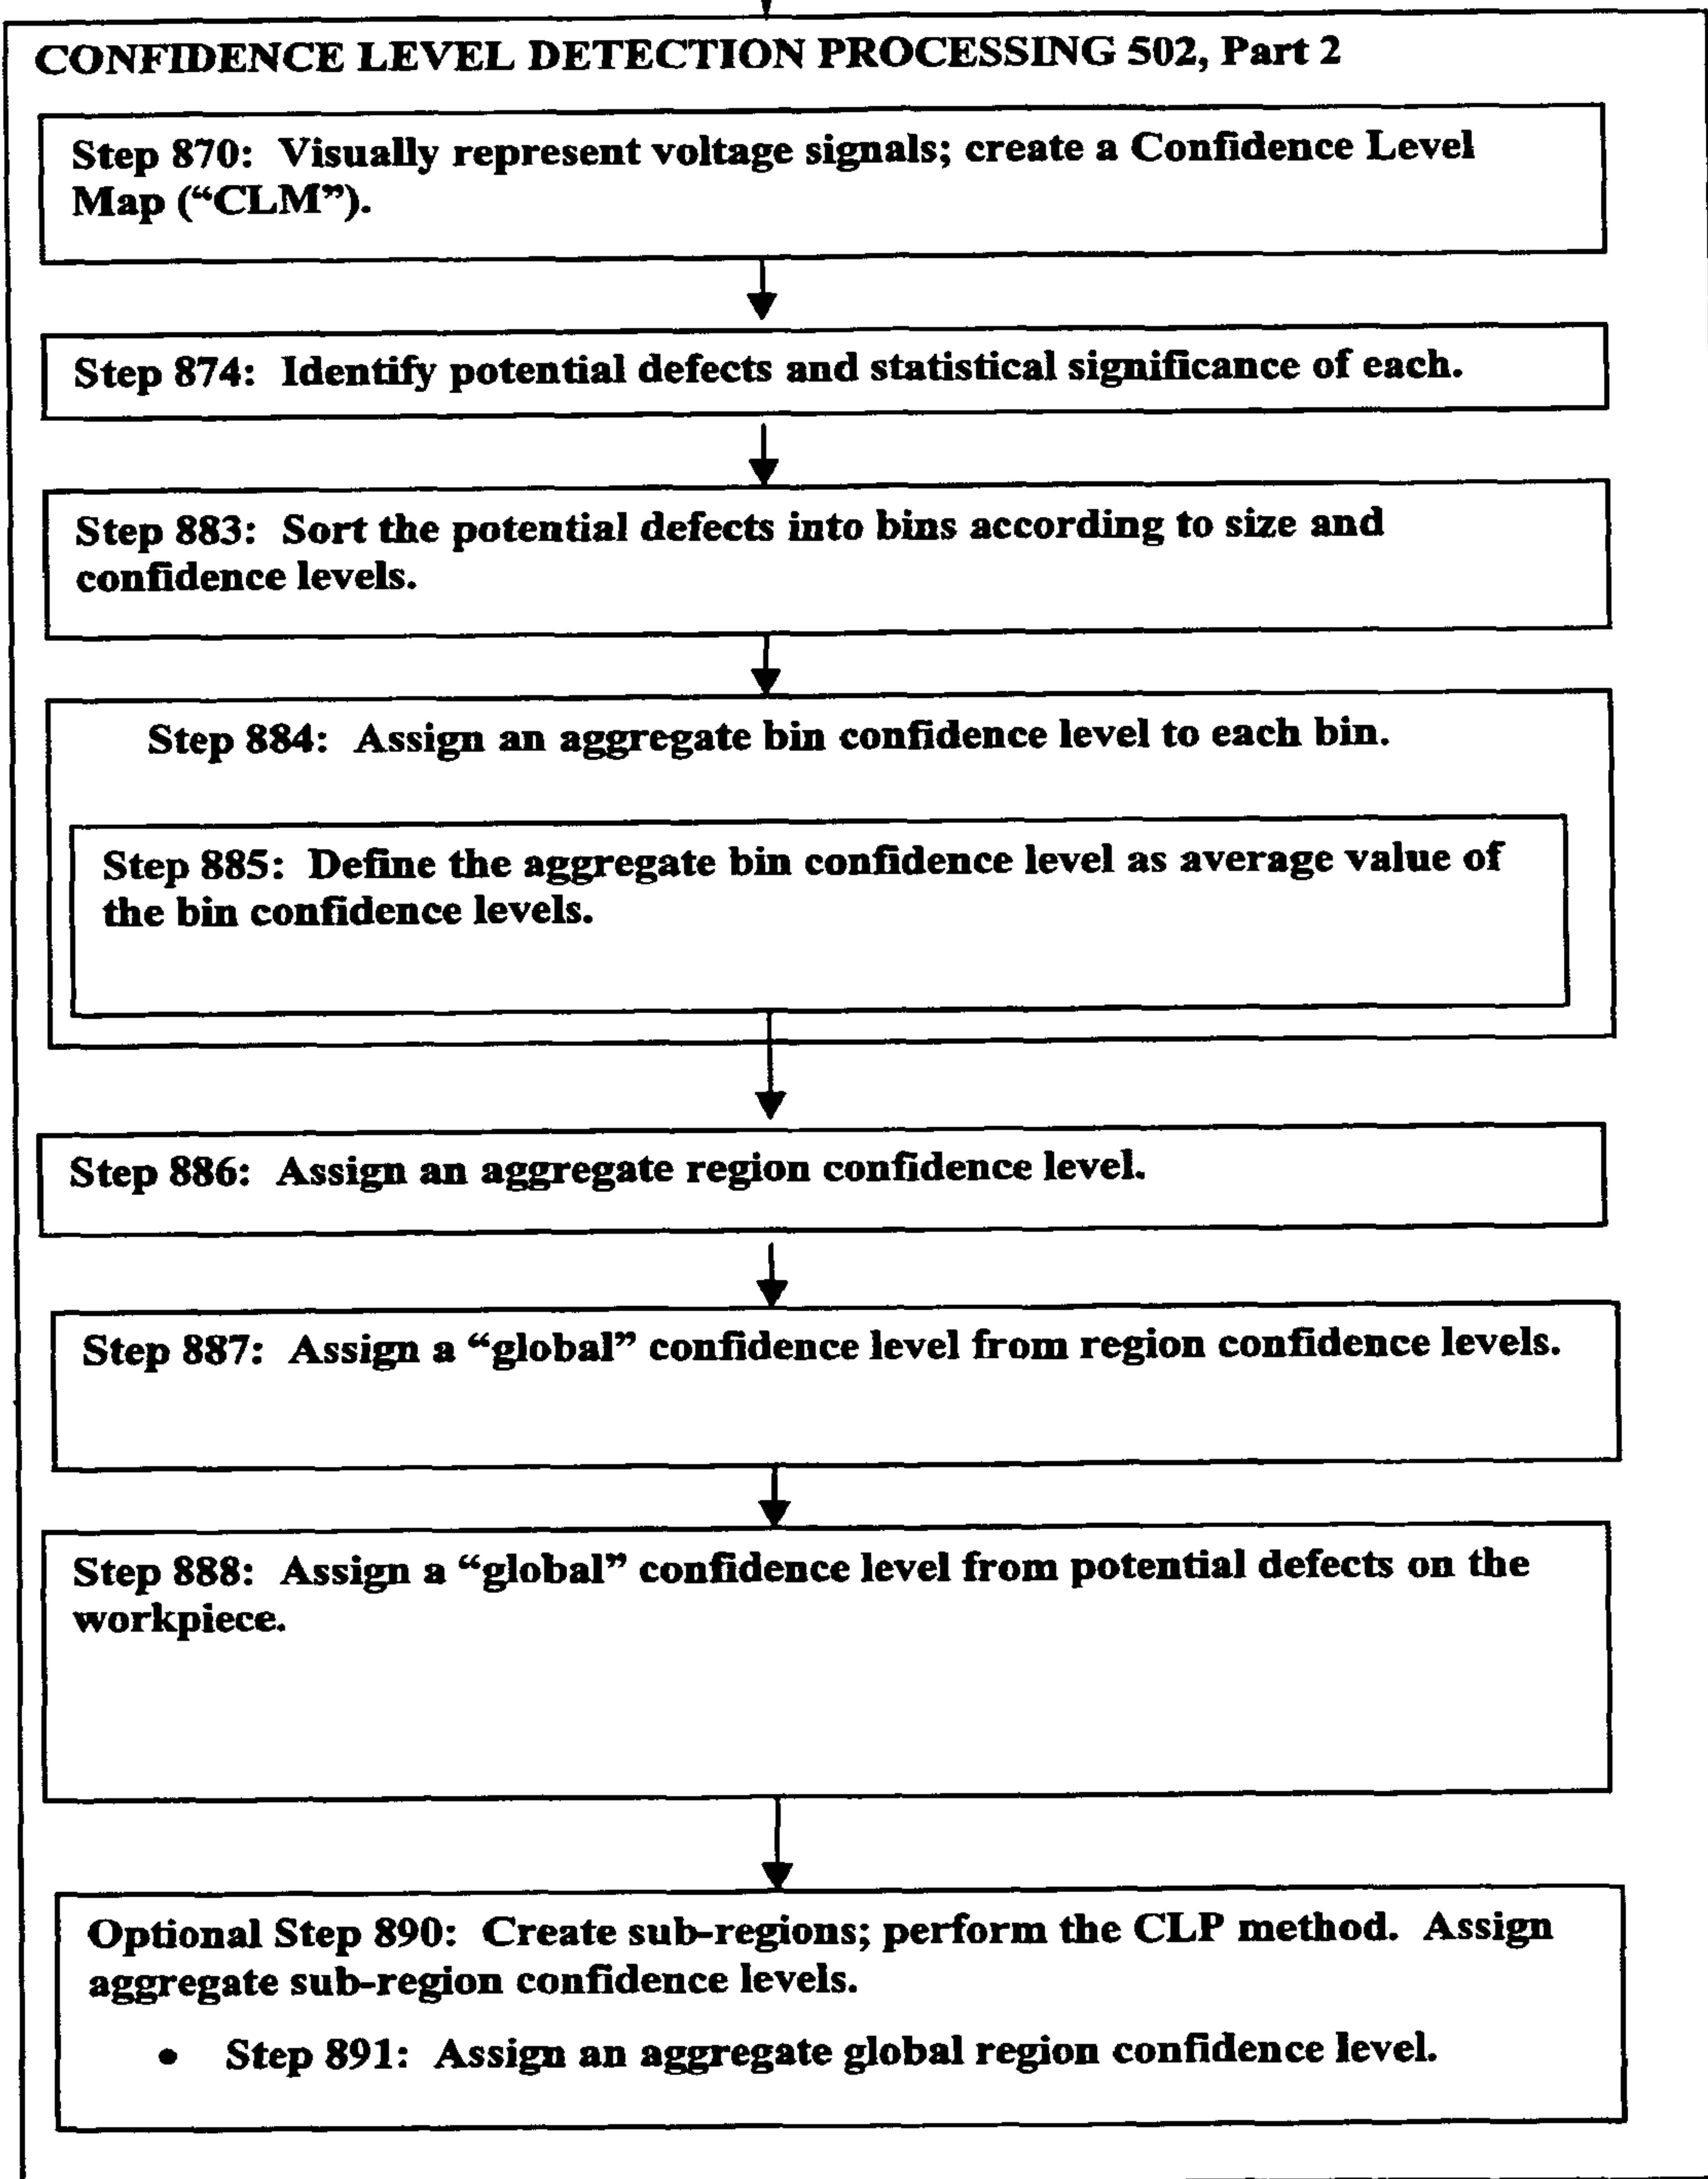 CONFIDENCE LEVEL DETECTION PROCESSING 502, Part 2
Step 870: Visually represent voltage signals; create a Confidence Level
Map (“CLM”).
Step 874: Identify potential defects and statistical significance of each.
Step 883: Sort the potential defects into bins according to size and
confidence levels.
Step 884: Assign an aggregate bin confidence level to each bin.
Step 885: Define the aggregate bin confidence level as average value of
the bin confidence levels.
Step 886: Assign an aggregate region confidence level.
Step 887: Assign a “global” confidence level from region confidence levels.
Step 888: Assign a “global” confidence level from potential defects on the
workpiece.
Optional Step 890: Create sub-regions; perform the CLP method. Assign
aggregate sub-region confidence levels.
• Step 891: Assign an aggregate global region confidence level.